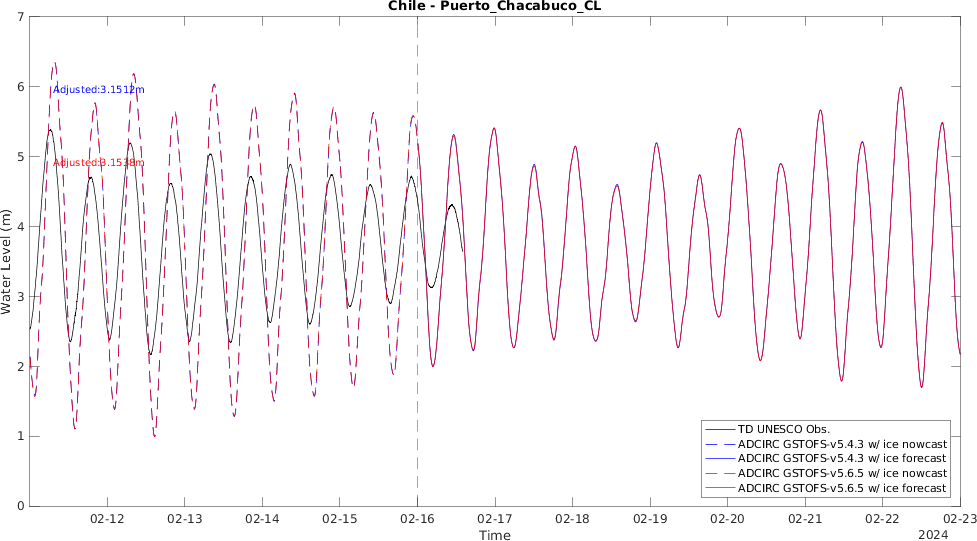 Chile - Puerto_Chacabuco_CL
7
6
5
4
3
2
1
0
Water Level (m)
Adjusted:3.1512m
Adjusted:3.1538m
TD UNESCO Obs.
ADCIRC GSTOFS-v5.4.3 w/ ice nowcast
ADCIRC GSTOFS-v5.4.3 w/ ice forecast
ADCIRC GSTOFS-v5.6.5 w/ ice nowcast
ADCIRC GSTOFS-v5.6.5 w/ ice forecast
02-12 02-13 02-14 02-15 02-16 02-17 02-18 02-19 02-20 02-21 02-22 02-23
Time
2024